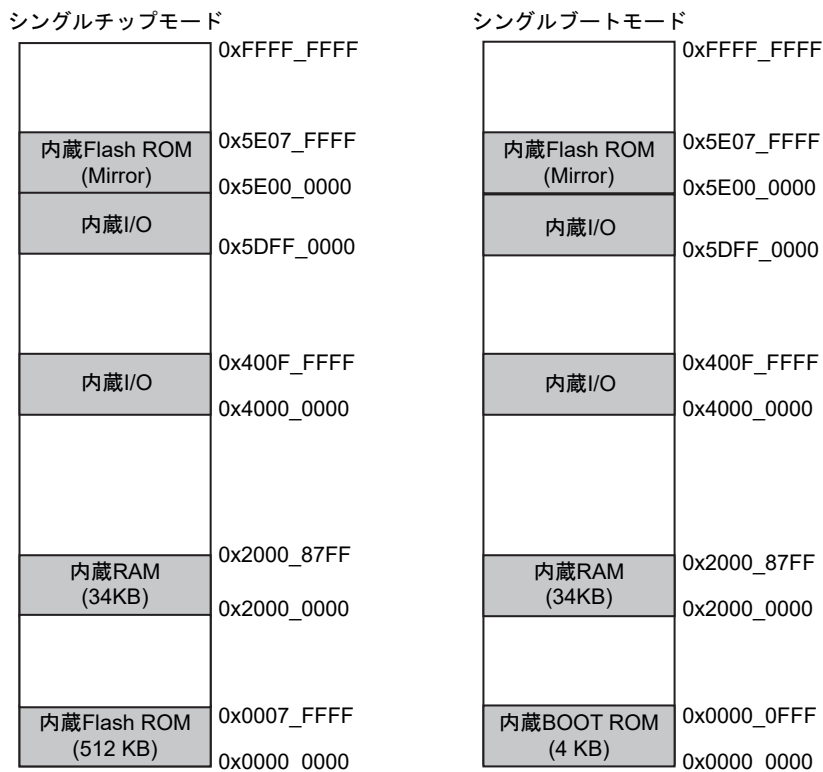 シングルチップモード
0xFFFF_FFFF
内蔵Flash ROM
(Mirror)
0x5E07_FFFF
0x5E00_0000
内蔵I/O
0x5DFF_0000
内蔵I/O
0x400F_FFFF
0x4000_0000
内蔵RAM
(34KB)
0x2000_87FF
0x2000_0000
内蔵Flash ROM
(512 KB)
0x0007_FFFF
0x0000_0000
シングルブートモード
0xFFFF_FFFF
内蔵Flash ROM
(Mirror)
0x5E07_FFFF
0x5E00_0000
内蔵I/O
0x5DFF_0000
内蔵I/O
0x400F_FFFF
0x4000_0000
内蔵RAM
(34KB)
0x2000_87FF
0x2000_0000
内蔵BOOT ROM
(4 KB)
0x0000_0FFF
0x0000_0000